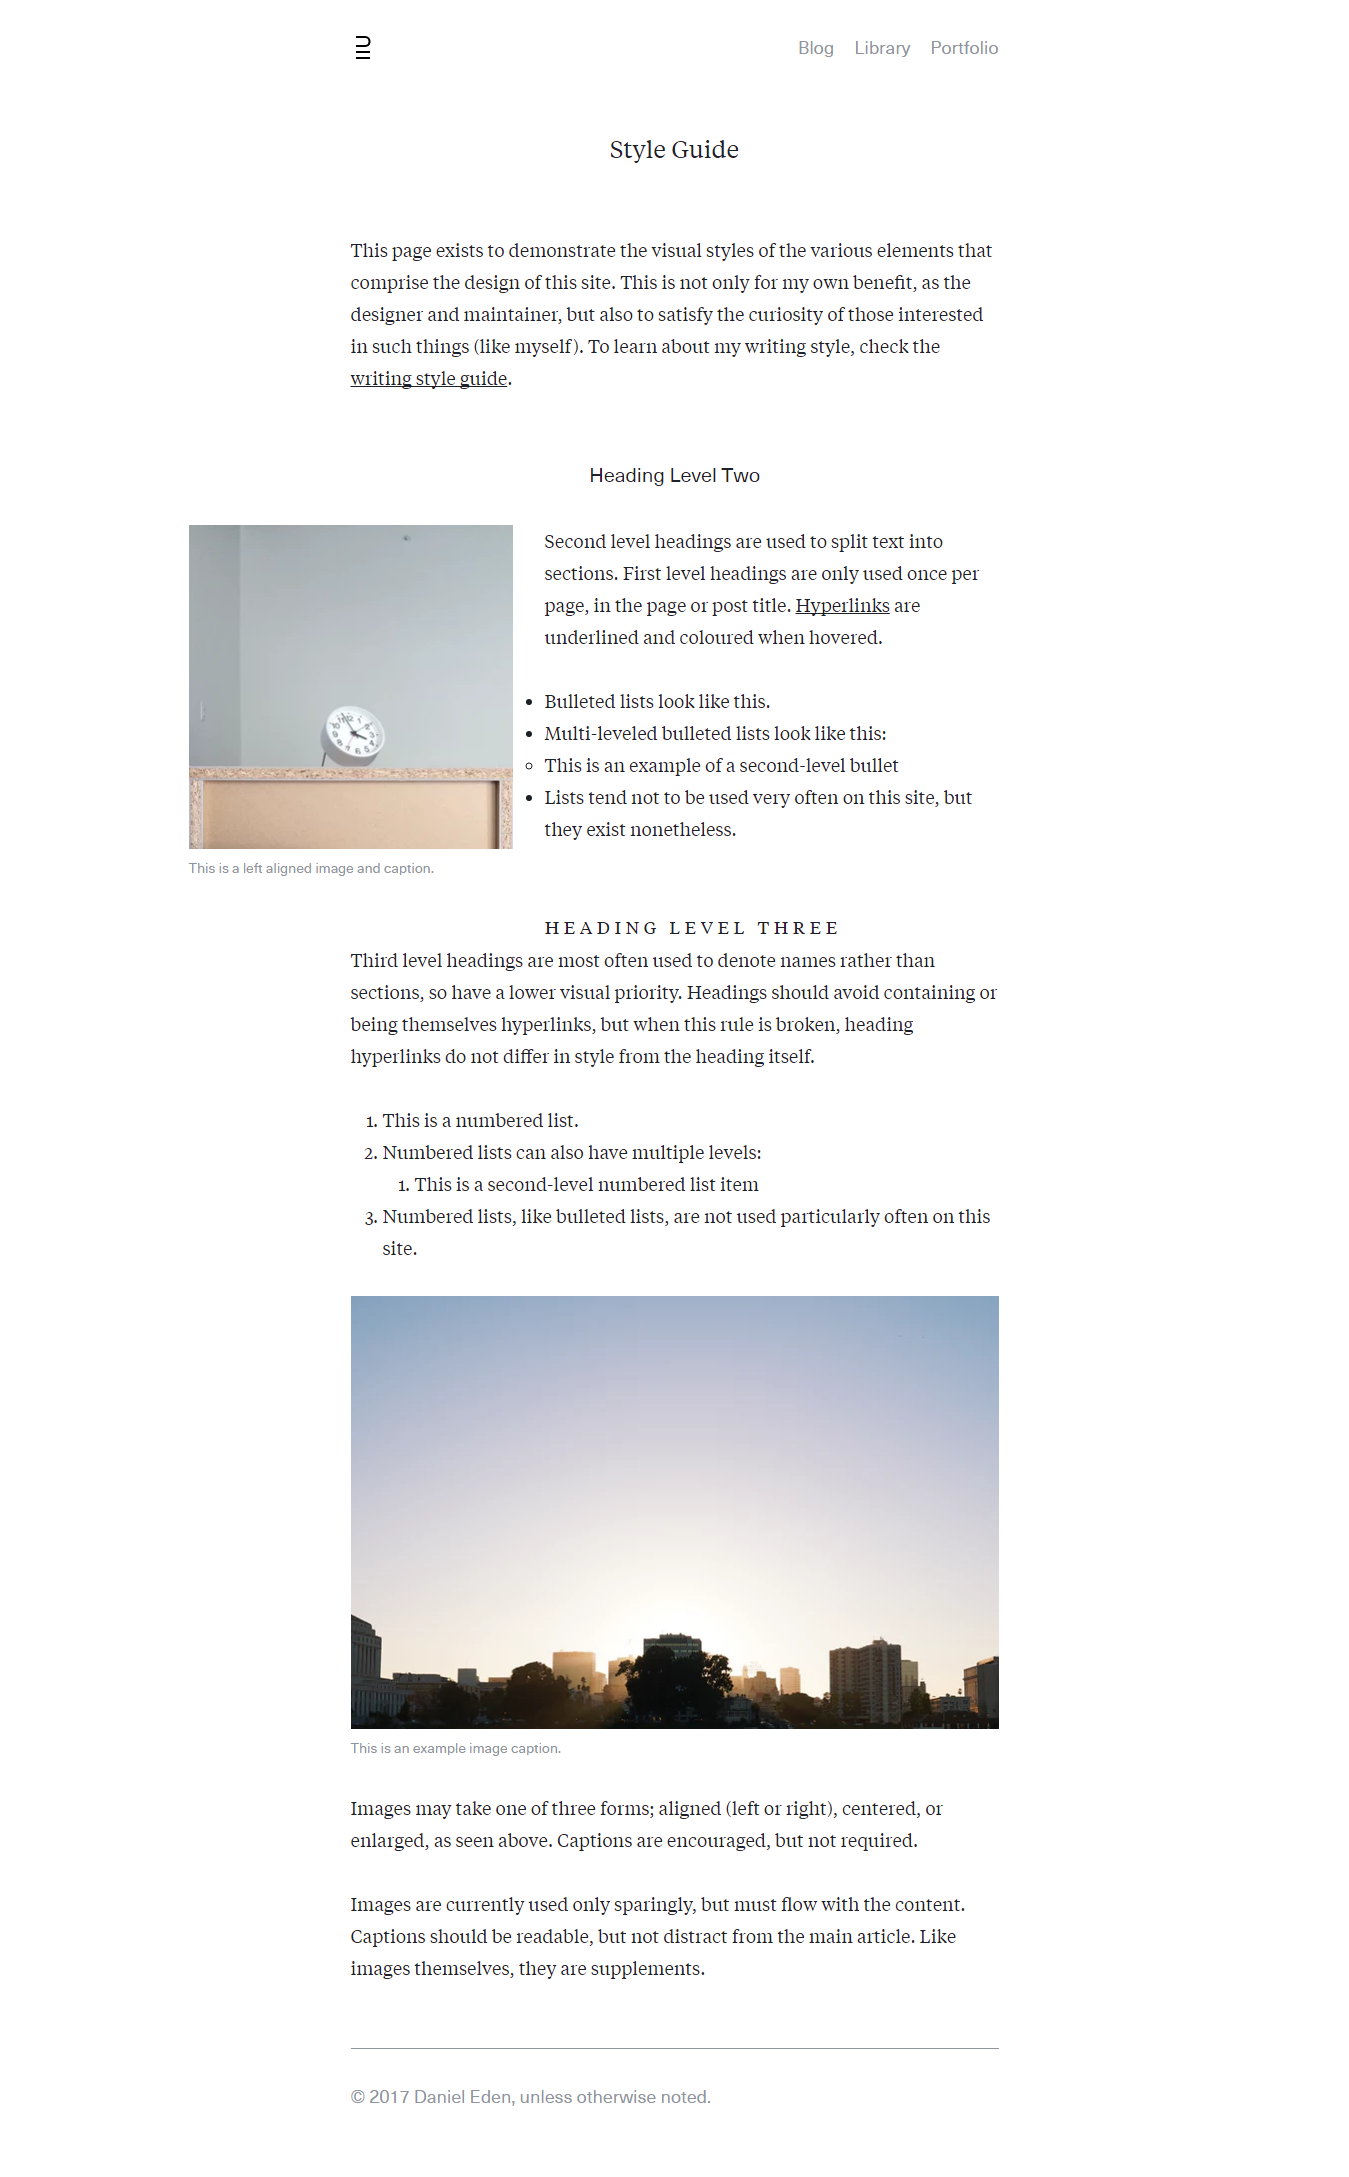 Blog Library Portfolio
Style Guide
This page exists to demonstrate the visual styles of the various elements that
comprise the design of this site. This is not only for my own benefit, as the
designer and maintainer, but also to satisfy the curiosity of those interested
in such things (like myself). To learn about my writing style, check the
writing style guide.
Heading Level Two
Second level headings are used to split text into
sections. First level headings are only used once per
page, in the page or post title. Hyperlinks are
underlined and coloured when hovered.
• Bulleted lists look like this.
• Multi-leveled bulleted lists look like this:
◦ This is an example of a second-level bullet
• Lists tend not to be used very often on this site, but
they exist nonetheless.
This is a left aligned image and caption.
HEADING LEVEL THREE
Third level headings are most often used to denote names rather than
sections, so have a lower visual priority. Headings should avoid containing or
being themselves hyperlinks, but when this rule is broken, heading
hyperlinks do not differ in style from the heading itself.
1. This is a numbered list.
2. Numbered lists can also have multiple levels:
1. This is a second-level numbered list item
3. Numbered lists, like bulleted lists, are not used particularly often on this
site.
This is an example image caption.
Images may take one of three forms; aligned (left or right), centered, or
enlarged, as seen above. Captions are encouraged, but not required.
Images are currently used only sparingly, but must flow with the content.
Captions should be readable, but not distract from the main article. Like
images themselves, they are supplements.
© 2017 Daniel Eden, unless otherwise noted.